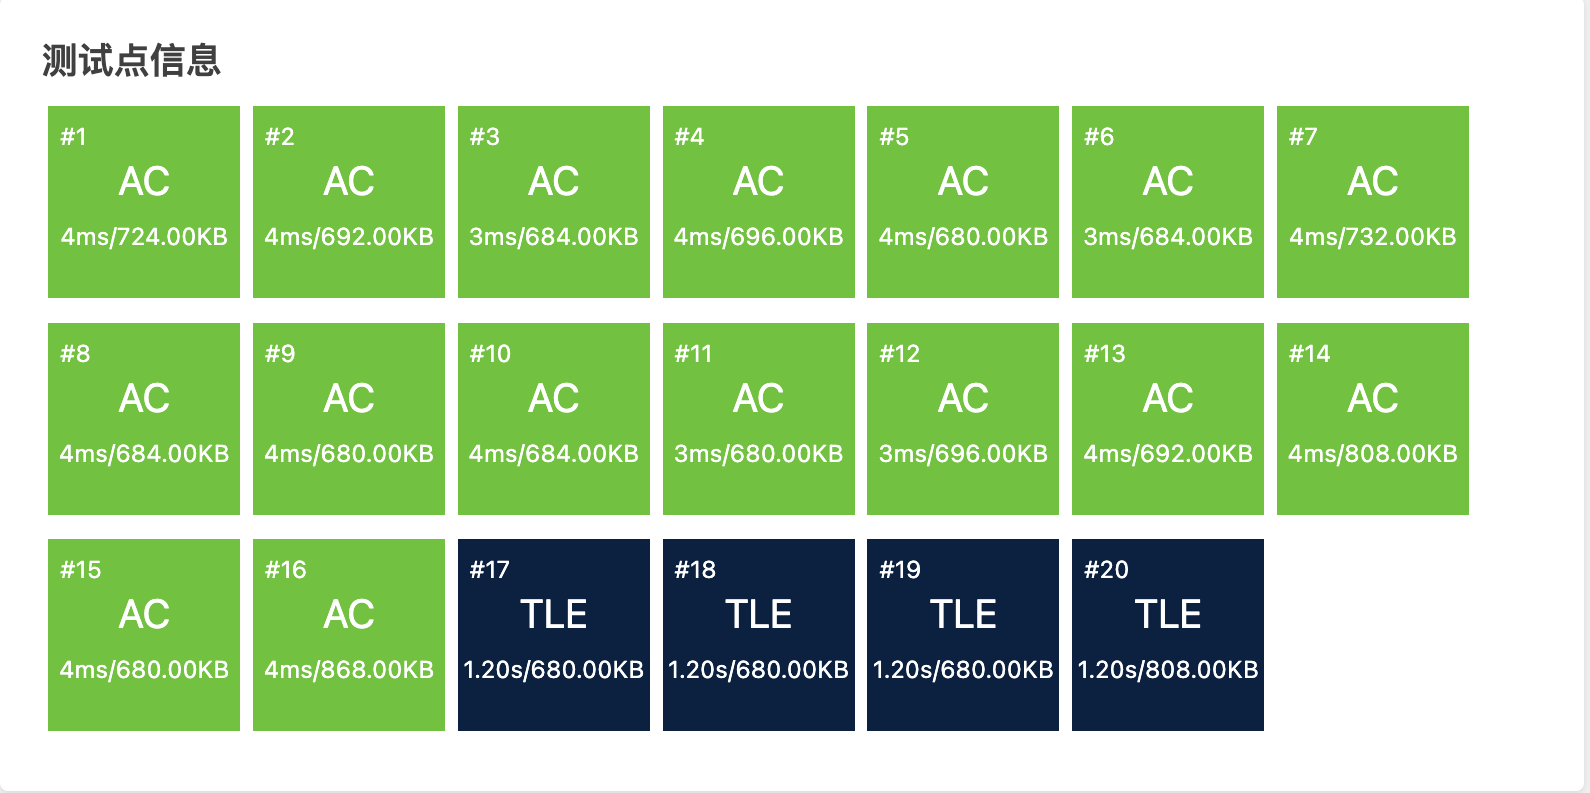 测试点信息
#1 #2 #3 #4 #5 #6 #7
AC AC AC AC AC AC AC
4ms/724.00KB 4ms/692.00KB 3ms/684.00KB 4ms/696.00KB 4ms/680.00KB 3ms/684.00KB 4ms/732.00KB
#8 #9 #10 #11 #12 #13 #14
AC AC AC AC AC AC AC
4ms/684.00KB 4ms/680.00KB 4ms/684.00KB 3ms/680.00KB 3ms/696.00KB 4ms/692.00KB 4ms/808.00KB
#15 #16 #17 #18 #19 #20
AC AC TLE TLE TLE TLE
4ms/680.00KB 4ms/868.00KB 1.20s/680.00KB 1.20s/680.00KB 1.20s/680.00KB 1.20s/808.00KB